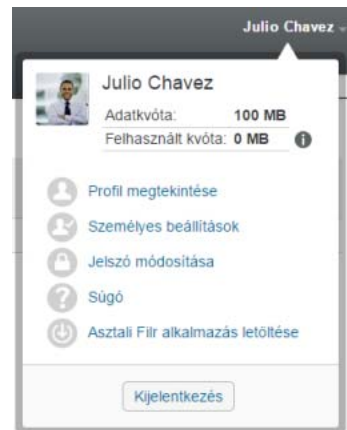 Julio Chavez
Julio Chavez
Adatkvóta: 100 MB
Felhasznált kvóta: 0 MB
Profil megtekintése
Személyes beállítások
Jelszó módosítása
Súgó
Asztali Filr alkalmazás letöltése
Kijelentkezés